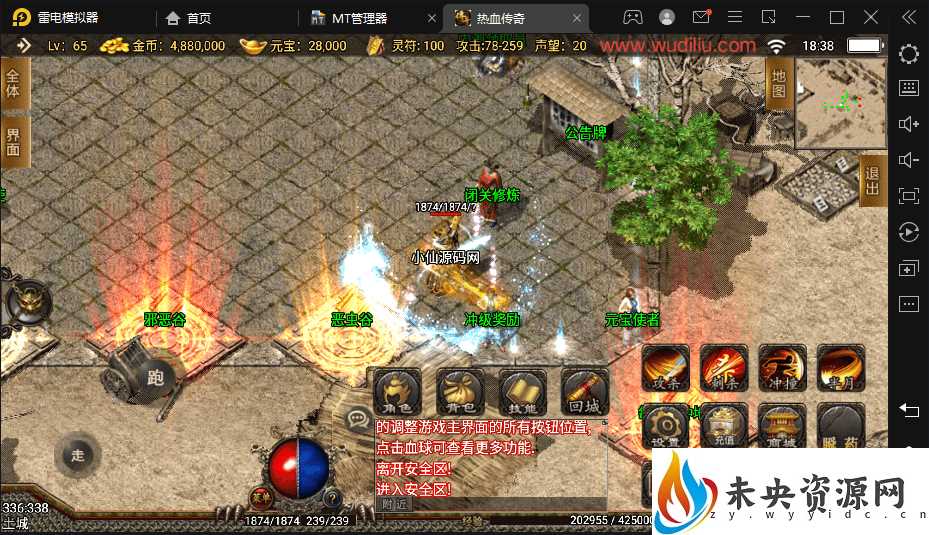 雷电模拟器
首页
MT管理器
热血传奇
Lv: 65
金币: 4,880,000
元宝: 28,000
灵符: 100
攻击:78-259
声望: 20
www.wudiliu.com
18:38
全体
界面
地图
退出
公告牌
闭关修炼
1874/1874/?
小仙源码网
邪恶谷
恶虫谷
冲级奖励
元宝使者
跑
走
角色
背包
技能
回城
攻杀
刺杀
冲撞
半月
设置
充值
商城
的调整游戏主界面的所有按钮位置,
点击血球可查看更多功能.
离开安全区!
进入安全区!
附近
菜单
?
336:338
土城
1874/1874
239/239
经验
202955 / 425000
未央资源网
zy.wyyidc.cn